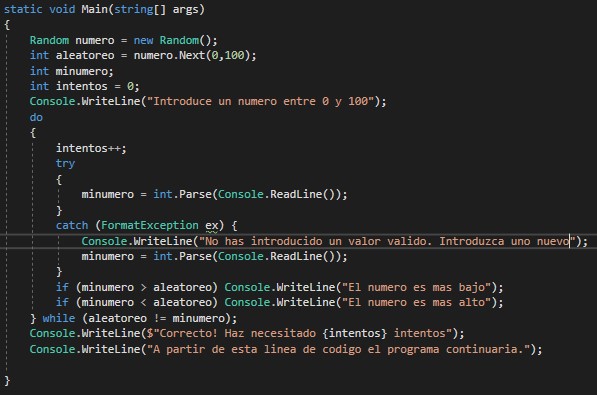 static void Main(string[] args)
{
Random numero = new Random();
int aleatoreo = numero.Next(0,100);
int minumero;
int intentos = 0;
Console.WriteLine("Introduce un numero entre 0 y 100");
do
{
intentos++;
try
{
minumero = int.Parse(Console.ReadLine());
}
catch (FormatException ex) {
Console.WriteLine("No has introducido un valor valido. Introduzca uno nuevo");
minumero = int.Parse(Console.ReadLine());
}
if (minumero > aleatoreo) Console.WriteLine("El numero es mas bajo");
if (minumero < aleatoreo) Console.WriteLine("El numero es mas alto");
} while (aleatoreo != minumero);
Console.WriteLine($"Correcto! Haz necesitado {intentos} intentos");
Console.WriteLine("A partir de esta linea de codigo el programa continuaria.");
}